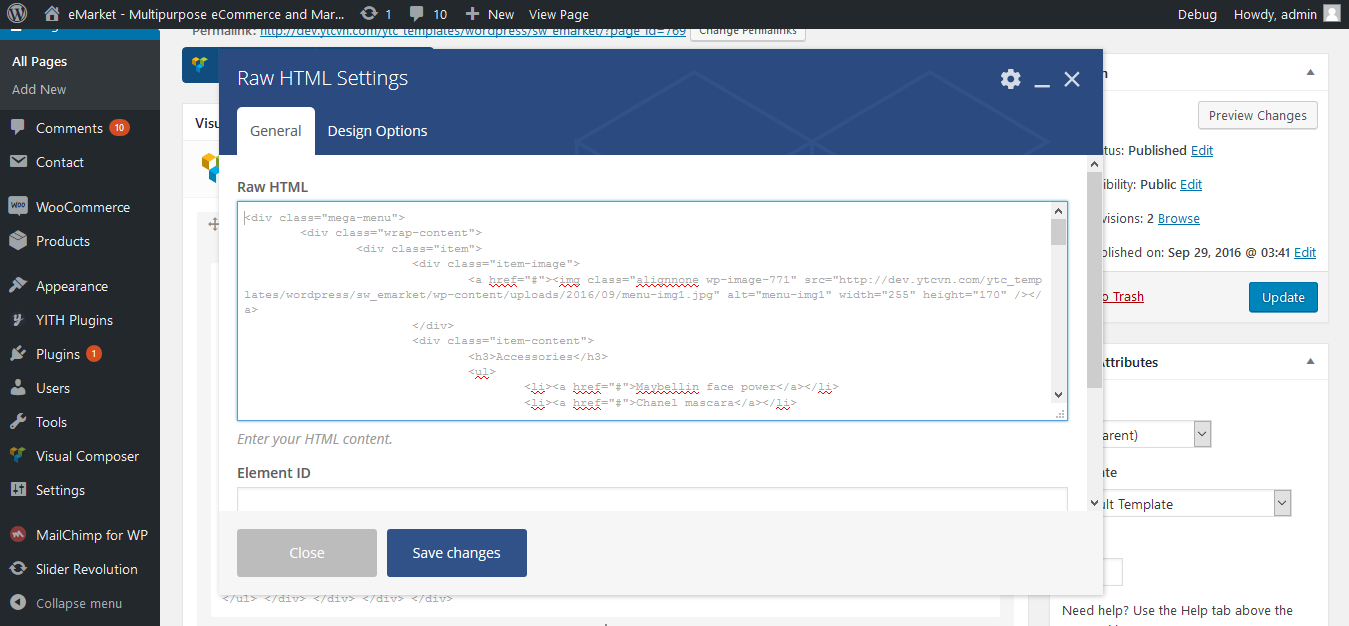 eMarket - Multipurpose eCommerce and Mar... 1 10 New View Page Debug Howdy, admin
Permalink: http://dev.ytcvn.com/ytc_templates/wordpress/sw_emarket/?page_id=769 Change Permalinks
All Pages
Add New
Comments 10
Contact
WooCommerce
Products
Appearance
YITH Plugins
Plugins 1
Users
Tools
Visual Composer
Settings
MailChimp for WP
Slider Revolution
Collapse menu
Visu
Raw HTML Settings
General Design Options
Raw HTML
<div class="mega-menu">
<div class="wrap-content">
<div class="item">
<div class="item-image">
<a href="#"><img class="alignnone wp-image-771" src="http://dev.ytcvn.com/ytc_temp
lates/wordpress/sw_emarket/wp-content/uploads/2016/09/menu-img1.jpg" alt="menu-img1" width="255" height="170" /></
a>
</div>
<div class="item-content">
<h3>Accessories</h3>
<ul>
<li><a href="#">Maybellin face power</a></li>
<li><a href="#">Chanel mascara</a></li>
Enter your HTML content.
Element ID
Close Save changes
</ul> </div> </div> </div> </div>
Preview Changes
tus: Published Edit
ibility: Public Edit
visions: 2 Browse
blished on: Sep 29, 2016 @ 03:41 Edit
o Trash Update
ttributes
arent)
ate
ult Template
Need help? Use the Help tab above the